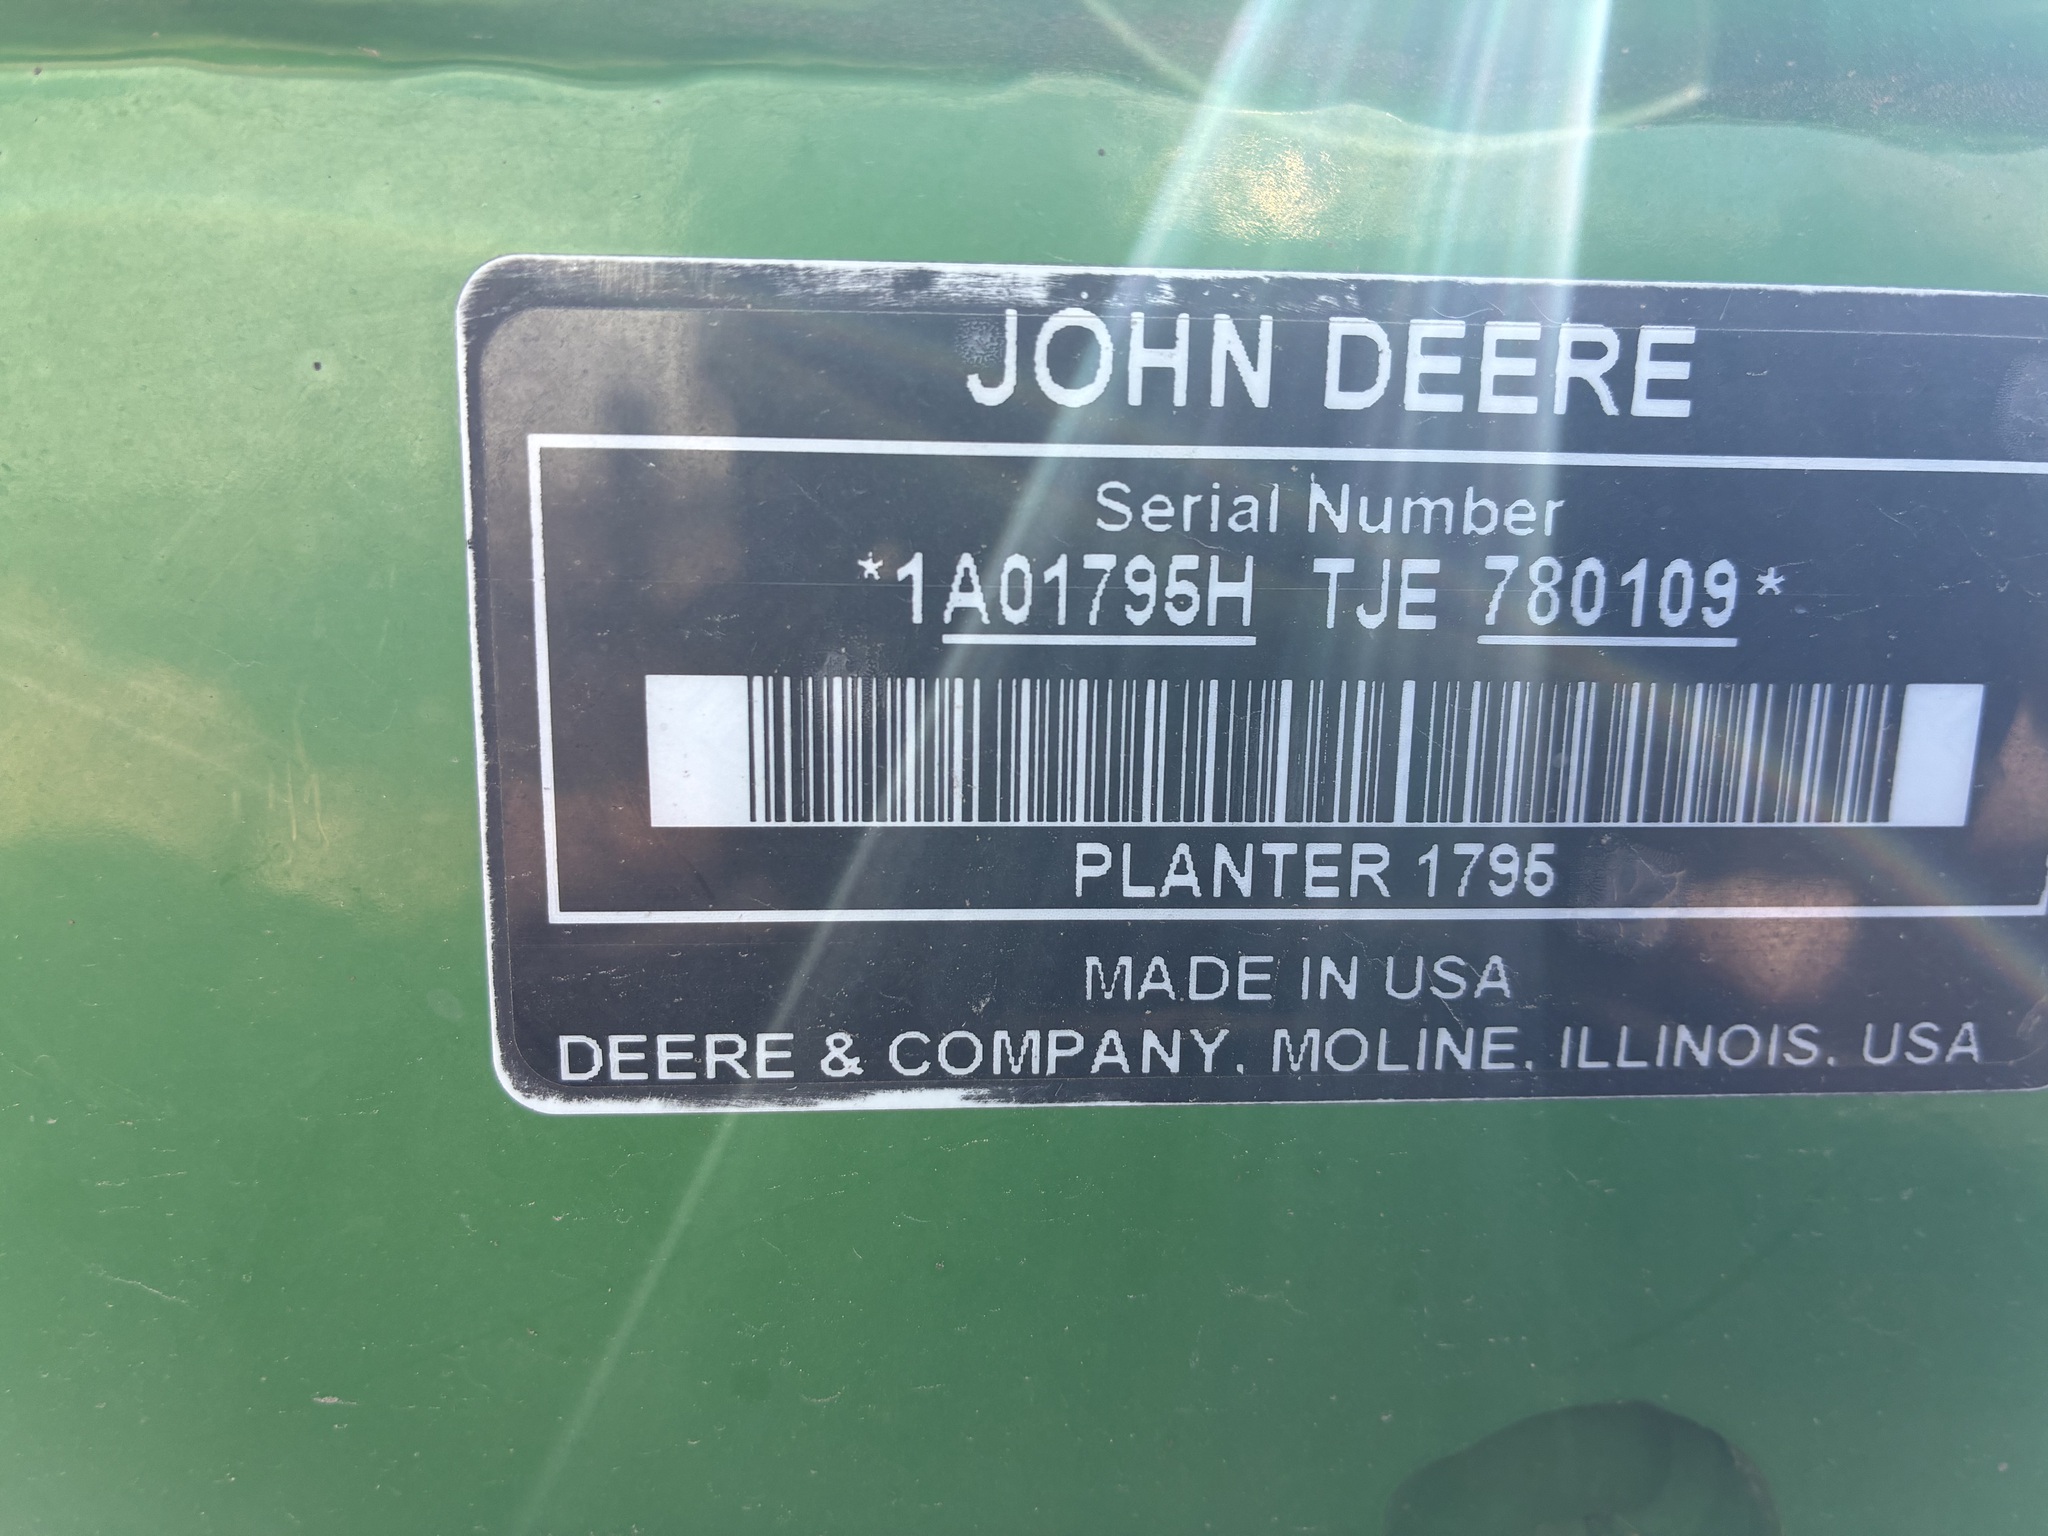 JOHN DEERE
Serial Number
*1A01795H TJE 780109*
PLANTER 1795
MADE IN USA
DEERE & COMPANY, MOLINE, ILLINOIS, USA